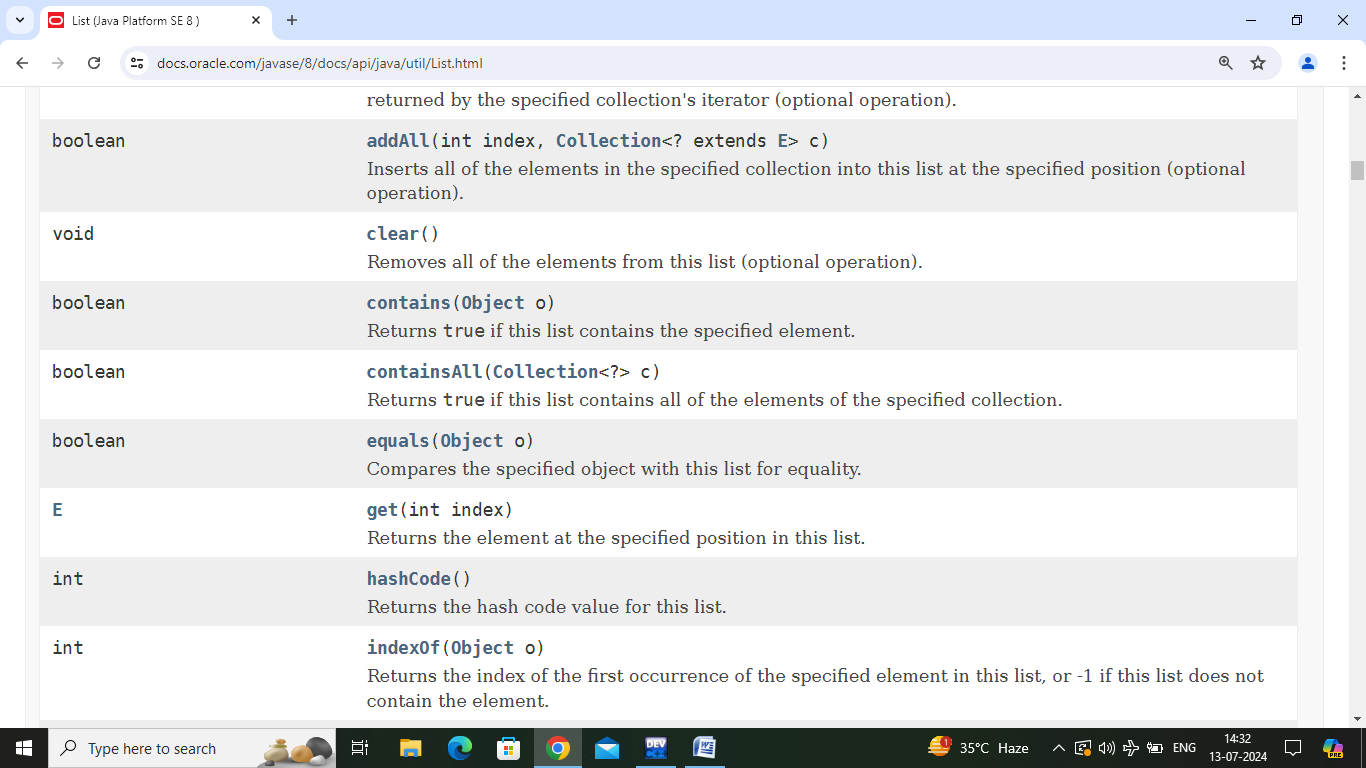 List (Java Platform SE 8 )
docs.oracle.com/javase/8/docs/api/java/util/List.html
returned by the specified collection's iterator (optional operation).
boolean addAll(int index, Collection<? extends E> c)
Inserts all of the elements in the specified collection into this list at the specified position (optional
operation).
void clear()
Removes all of the elements from this list (optional operation).
boolean contains(Object o)
Returns true if this list contains the specified element.
boolean containsAll(Collection<?> c)
Returns true if this list contains all of the elements of the specified collection.
boolean equals(Object o)
Compares the specified object with this list for equality.
E get(int index)
Returns the element at the specified position in this list.
int hashCode()
Returns the hash code value for this list.
int indexOf(Object o)
Returns the index of the first occurrence of the specified element in this list, or -1 if this list does not
contain the element.
Type here to search
DEV
1
35°C Haze
ENG
14:32
13-07-2024
PRE